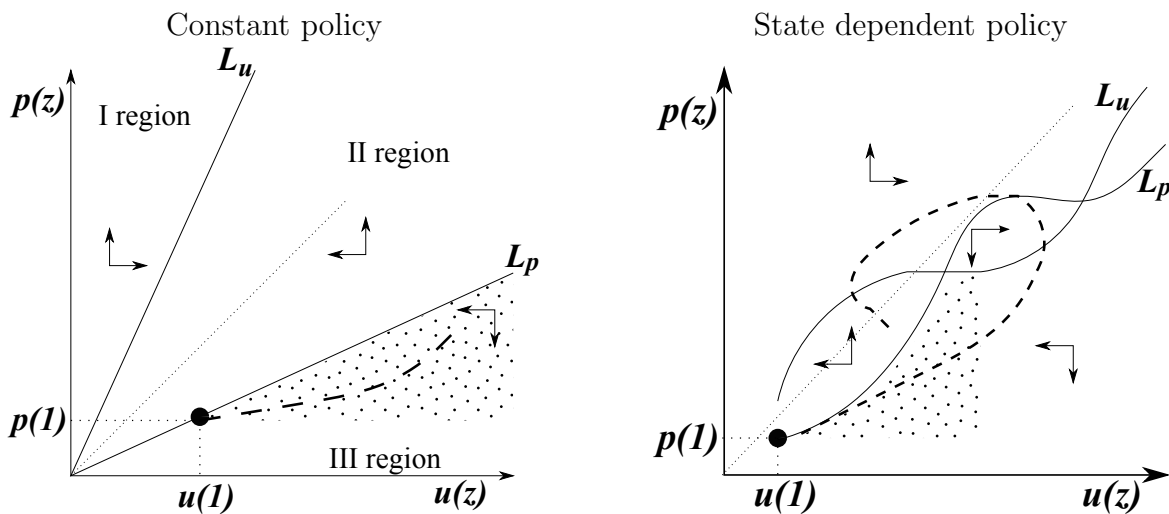 Constant policy
L_u
p(z)
I region
II region
L_p
p(1)
III region
u(1)
u(z)
State dependent policy
p(z)
L_u
L_p
p(1)
u(1)
u(z)